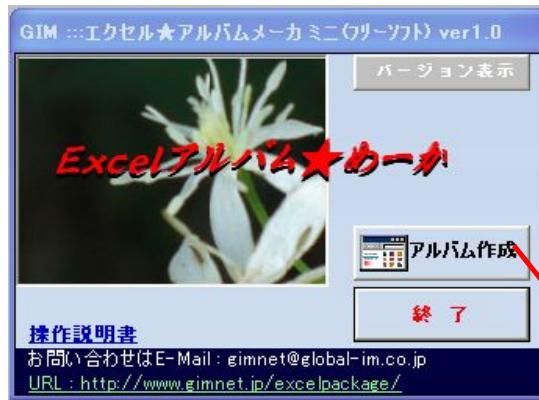 GIM :::エクセル★アルバムメーカ ミニ(フリーソフト) ver1.0
バージョン表示
Excelアルバム★めーカ
アルバム作成
終 了
操作説明書
お問い合わせはE-Mail : gimnet@global-im.co.jp
URL : http://www.gimnet.jp/excelpackage/